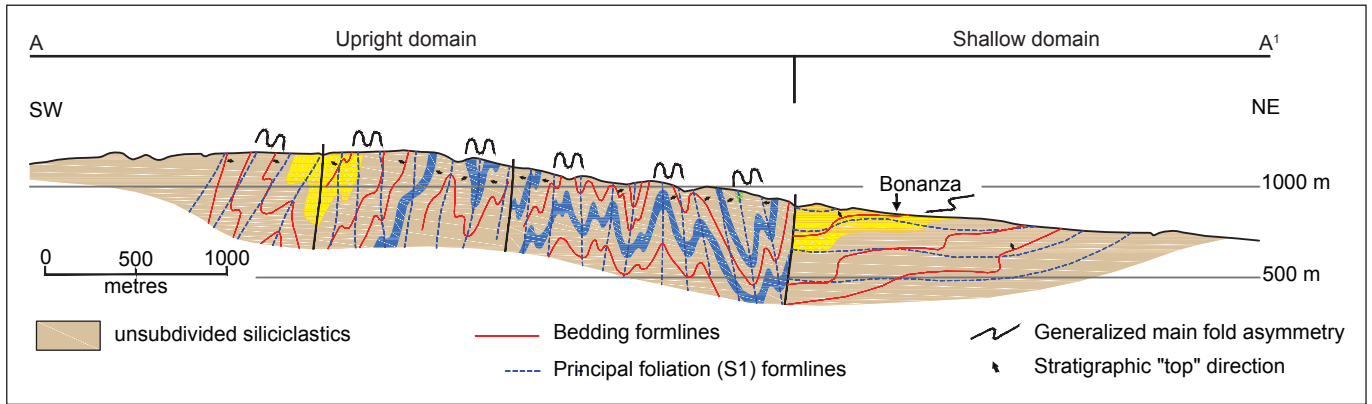 A Upright domain Shallow domain A¹
SW NE
Bonanza
1000 m
0 500 1000
metres
500 m
unsubdivided siliciclastics
Bedding formlines
Generalized main fold asymmetry
Principal foliation (S1) formlines
Stratigraphic "top" direction